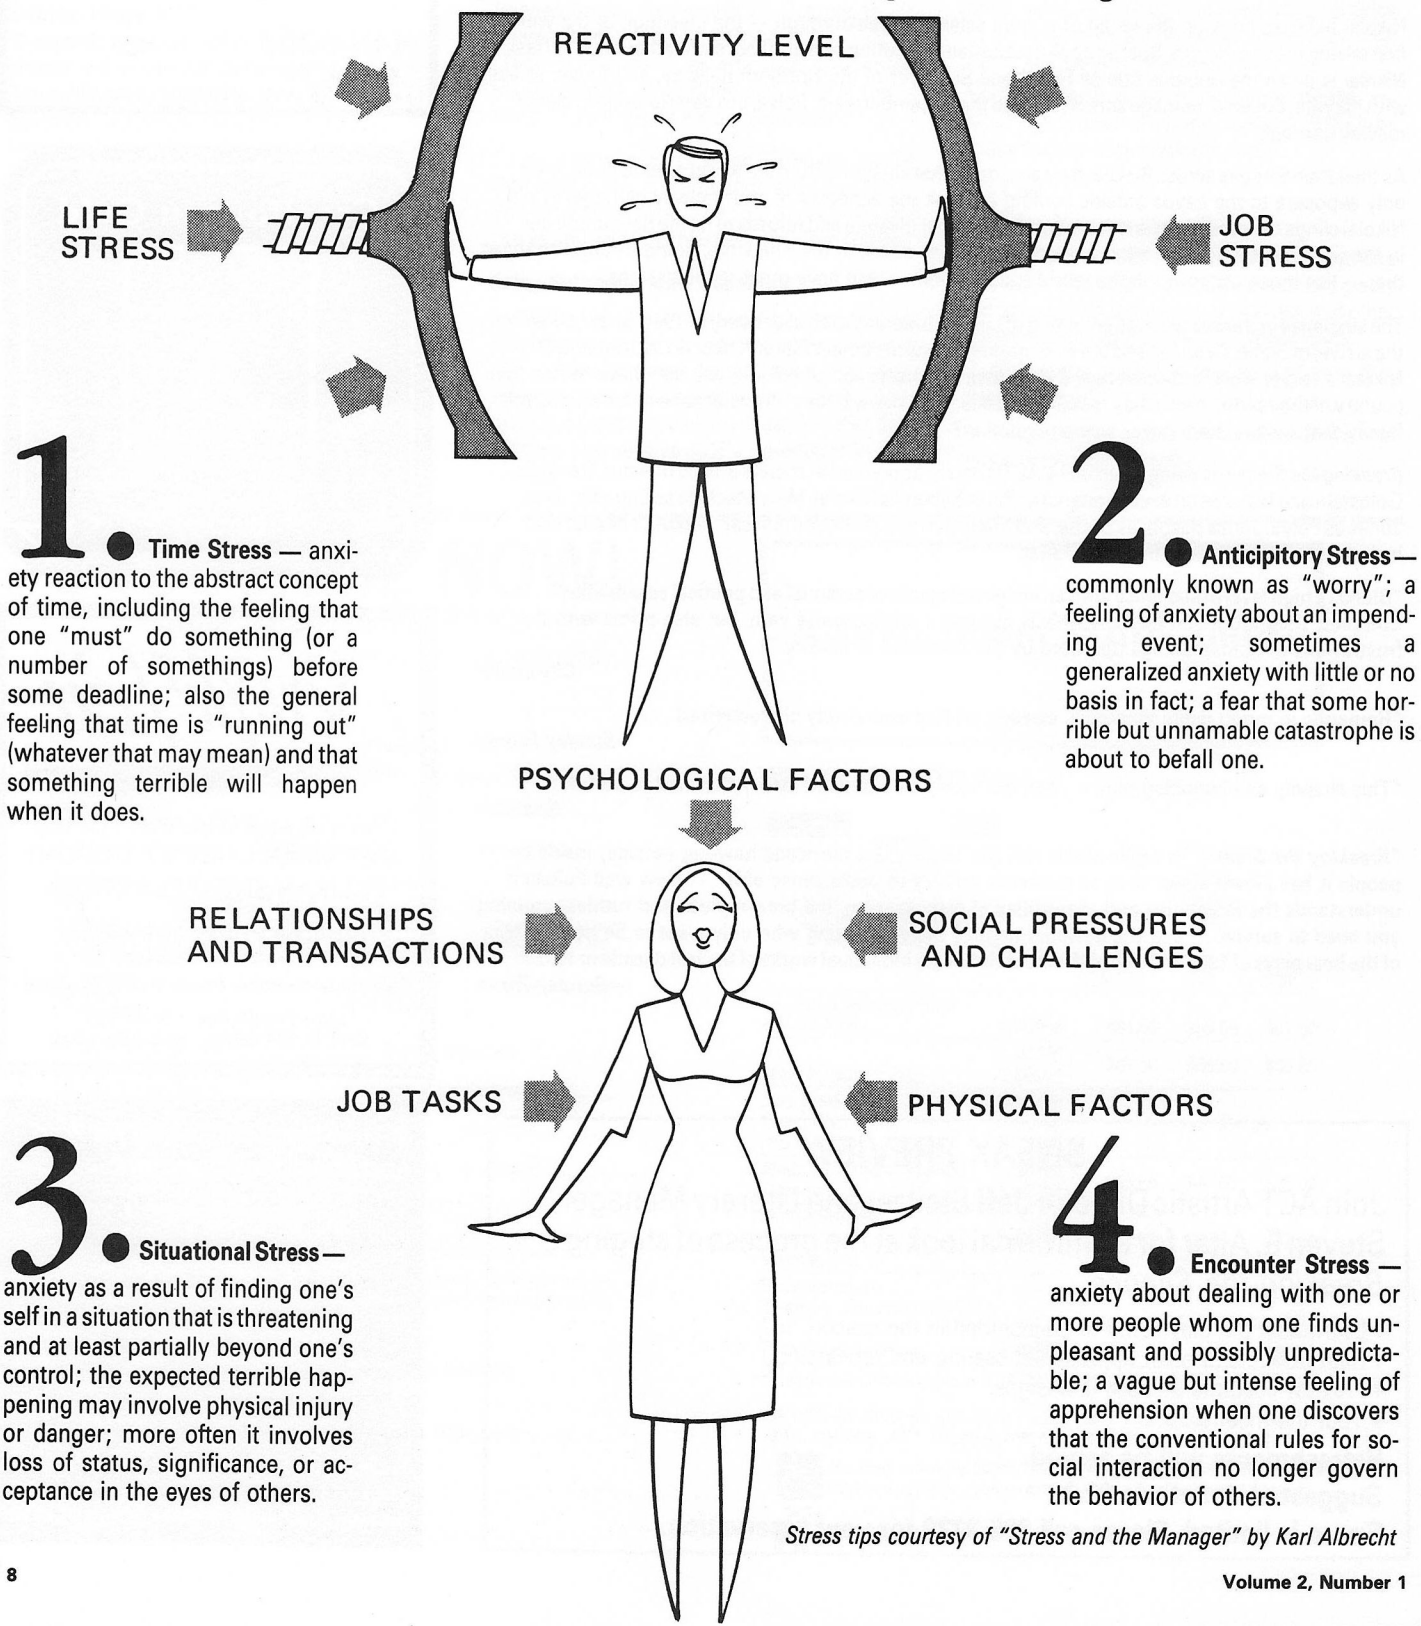 REACTIVITY LEVEL
LIFE
STRESS
JOB
STRESS
1. Time Stress — anxi-
ety reaction to the abstract concept
of time, including the feeling that
one “must” do something (or a
number of somethings) before
some deadline; also the general
feeling that time is “running out”
(whatever that may mean) and that
something terrible will happen
when it does.
2. Anticipitory Stress —
commonly known as “worry”; a
feeling of anxiety about an impend-
ing event; sometimes a
generalized anxiety with little or no
basis in fact; a fear that some hor-
rible but unnamable catastrophe is
about to befall one.
PSYCHOLOGICAL FACTORS
RELATIONSHIPS
AND TRANSACTIONS
SOCIAL PRESSURES
AND CHALLENGES
JOB TASKS
PHYSICAL FACTORS
3. Situational Stress —
anxiety as a result of finding one’s
self in a situation that is threatening
and at least partially beyond one’s
control; the expected terrible hap-
pening may involve physical injury
or danger; more often it involves
loss of status, significance, or ac-
ceptance in the eyes of others.
4. Encounter Stress —
anxiety about dealing with one or
more people whom one finds un-
pleasant and possibly unpredicta-
ble; a vague but intense feeling of
apprehension when one discovers
that the conventional rules for so-
cial interaction no longer govern
the behavior of others.
Stress tips courtesy of “Stress and the Manager” by Karl Albrecht
8
Volume 2, Number 1